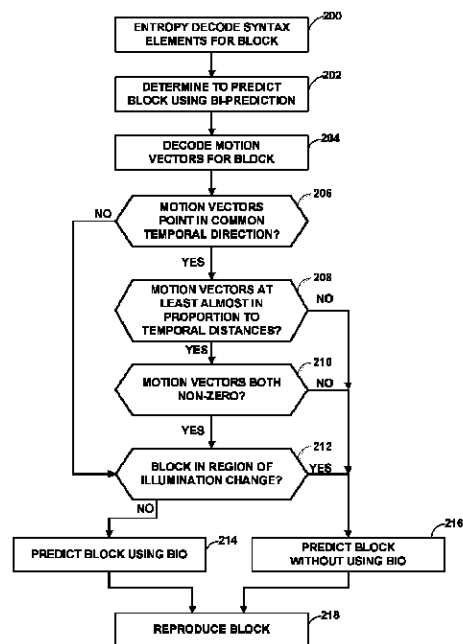 200
ENTROPY DECODE SYNTAX
ELEMENTS FOR BLOCK
202
DETERMINE TO PREDICT
BLOCK USING BI-PREDICTION
204
DECODE MOTION
VECTORS FOR BLOCK
206
MOTION VECTORS
POINT IN COMMON
TEMPORAL DIRECTION?
NO
YES
208
MOTION VECTORS AT
LEAST ALMOST IN
PROPORTION TO
TEMPORAL DISTANCES?
NO
YES
210
MOTION VECTORS BOTH
NON-ZERO?
NO
YES
212
BLOCK IN REGION OF
ILLUMINATION CHANGE?
YES
NO
214
PREDICT BLOCK USING BIO
216
PREDICT BLOCK
WITHOUT USING BIO
218
REPRODUCE BLOCK